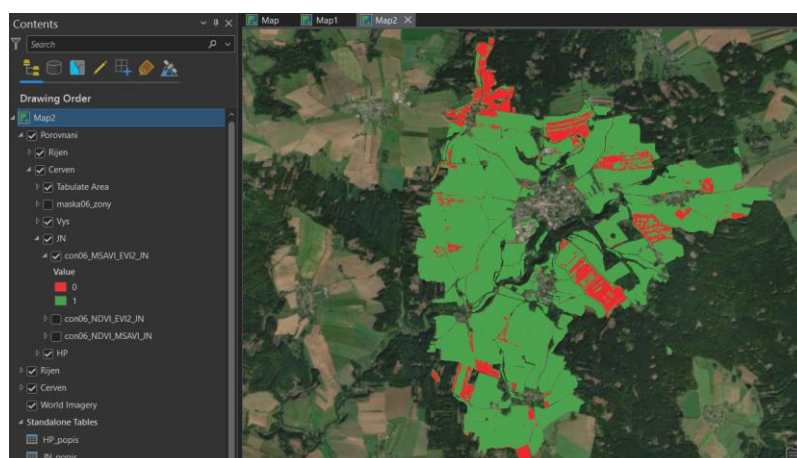 Contents
Map
Map1
Map2
Search
Drawing Order
Map2
Porovnani
Rijen
Cerven
Tabulate Area
maska06_zony
Vys
JN
con06_MSAVI_EVI2_JN
Value
0
1
con06_NDVI_EVI2_JN
con06_NDVI_MSAVI_JN
HP
Rijen
Cerven
World Imagery
Standalone Tables
HP_popis
JN_popis